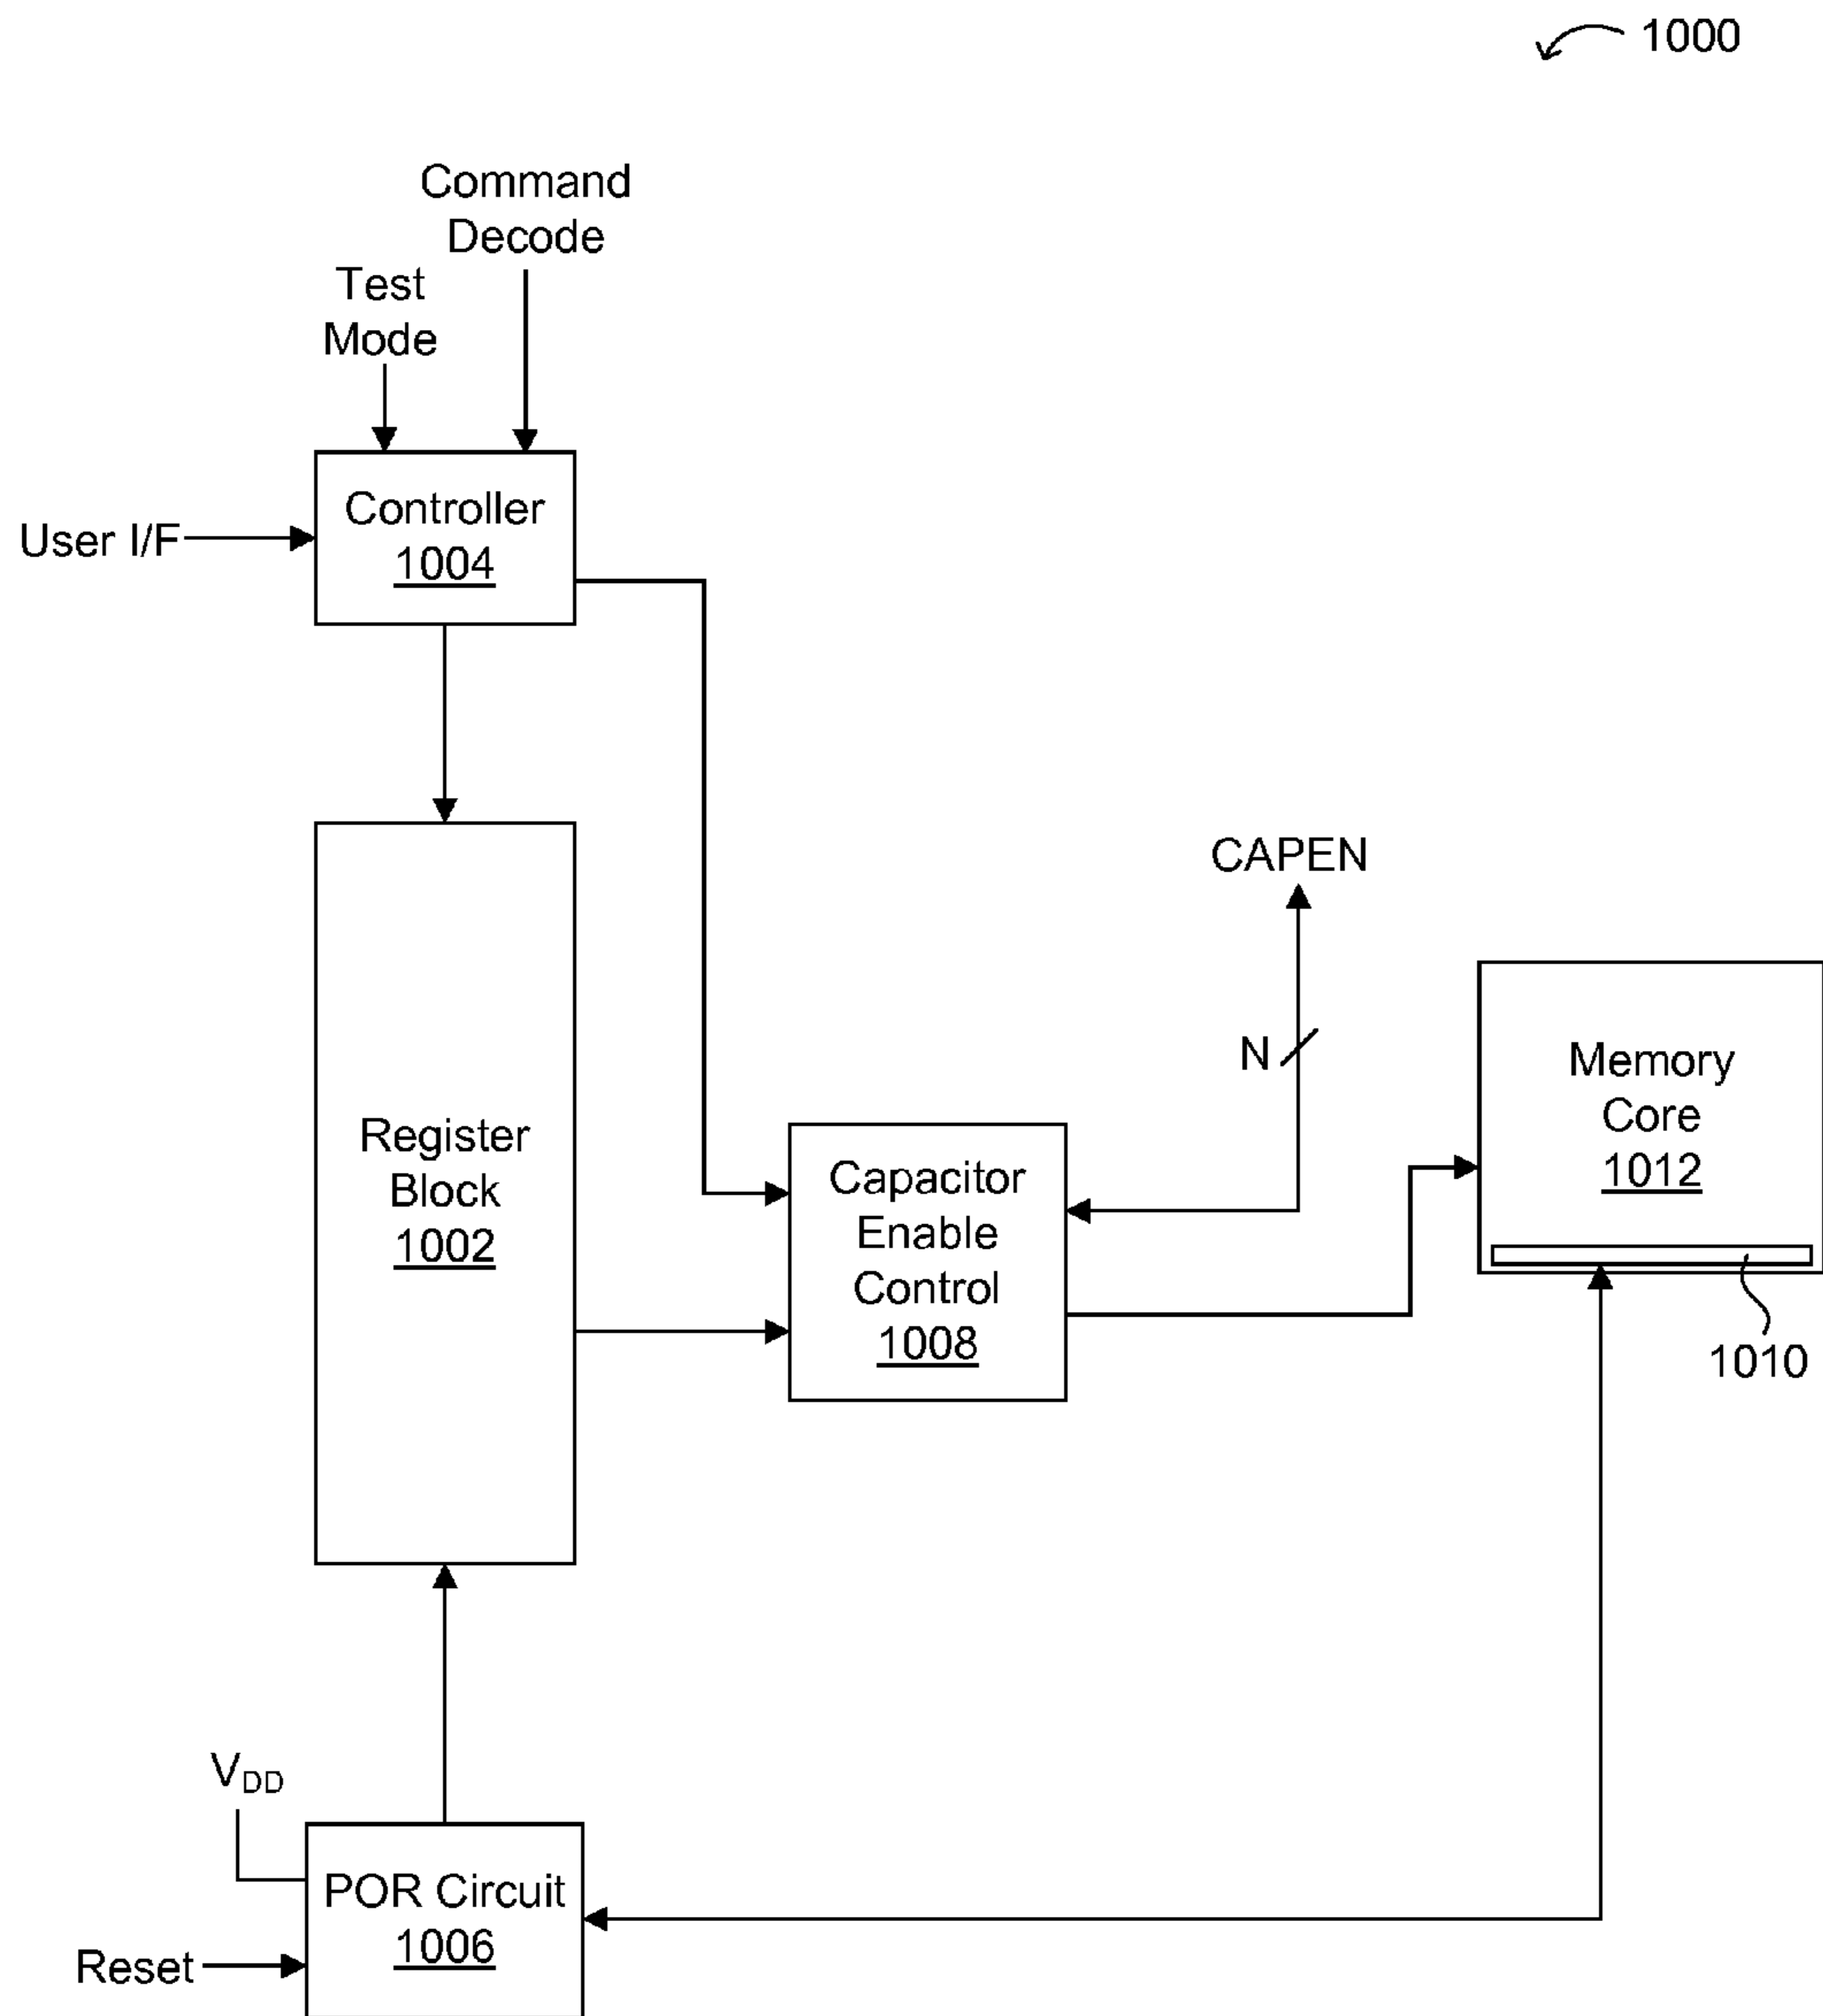 1000
Command
Decode
Test
Mode
User I/F
Controller
1004
CAPEN
N
Memory
Core
1012
Register
Block
1002
Capacitor
Enable
Control
1008
1010
VDD
POR Circuit
1006
Reset